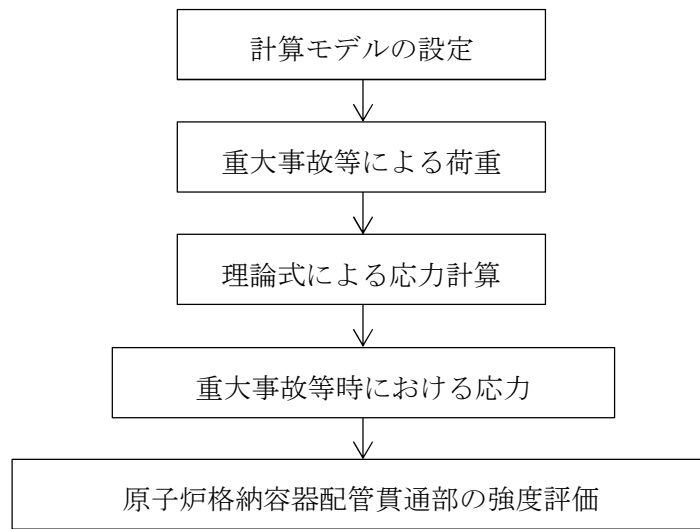 計算モデルの設定
重大事故等による荷重
理論式による応力計算
重大事故等時における応力
原子炉格納容器配管貫通部の強度評価